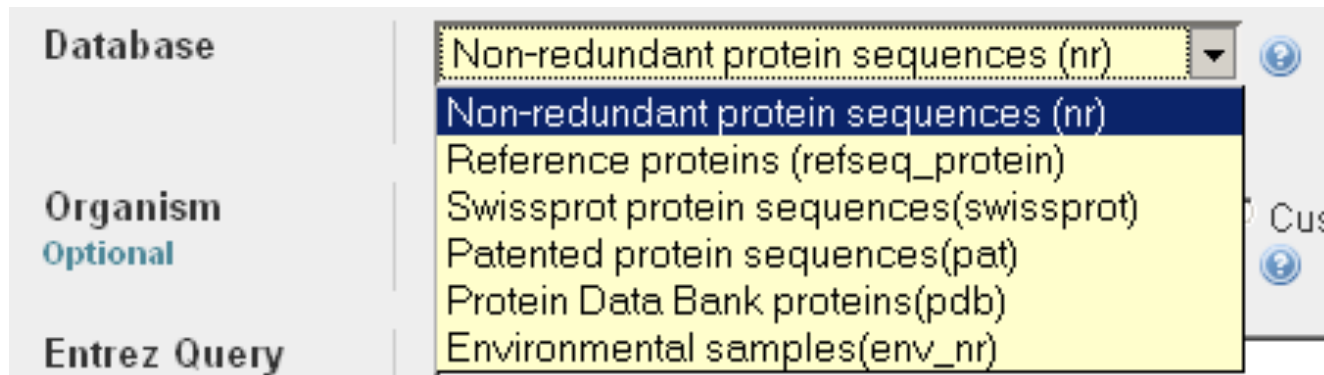 Database
Non-redundant protein sequences (nr)
Non-redundant protein sequences (nr)
Reference proteins (refseq_protein)
Swissprot protein sequences(swissprot)
Organism
Cus
Optional
Patented protein sequences(pat)
Protein Data Bank proteins(pdb)
Entrez Query
Environmental samples(env_nr)